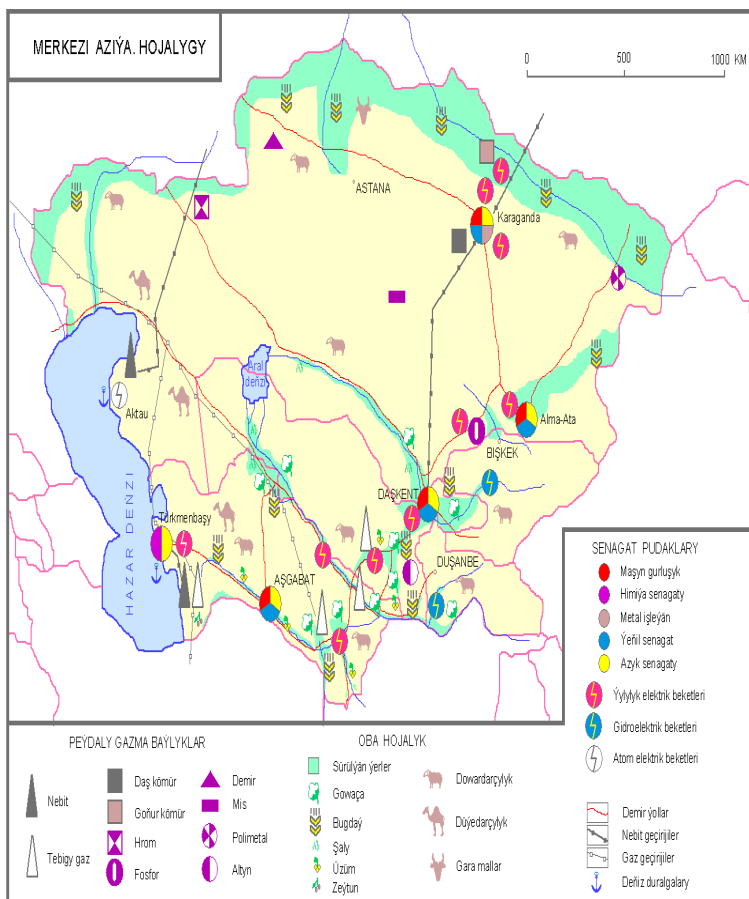 MERKEZI AZIÝA. HOJALYGY
0 500 1000 KM
ASTANA
Karaganda
Aral
deňzi
Aktau
Alma-Ata
BIŞKEK
DAŞKENT
Türkmenbaşy
HAZAR DEŇZI
AŞGABAT
DUŞANBE
SENAGAT PUDAKLARY
Maşyn gurluşyk
Himiýa senagaty
Metal işleýän
Ýeňil senagat
Azyk senagaty
Ýylylyk elektrik beketleri
Gidroelektrik beketleri
Atom elektrik beketleri
Demir ýollar
Nebit geçirijiler
Gaz geçirijiler
Deňiz duralgalary
PEÝDALY GAZMA BAÝLYKLAR
Nebit
Tebigy gaz
Daş kömür
Goňur kömür
Hrom
Fosfor
Demir
Mis
Polimetal
Altyn
OBA HOJALYK
Sürülýän ýerler
Gowaça
Bugdaý
Şaly
Üzüm
Zeýtun
Dowardarçylyk
Düýedarçylyk
Gara mallar